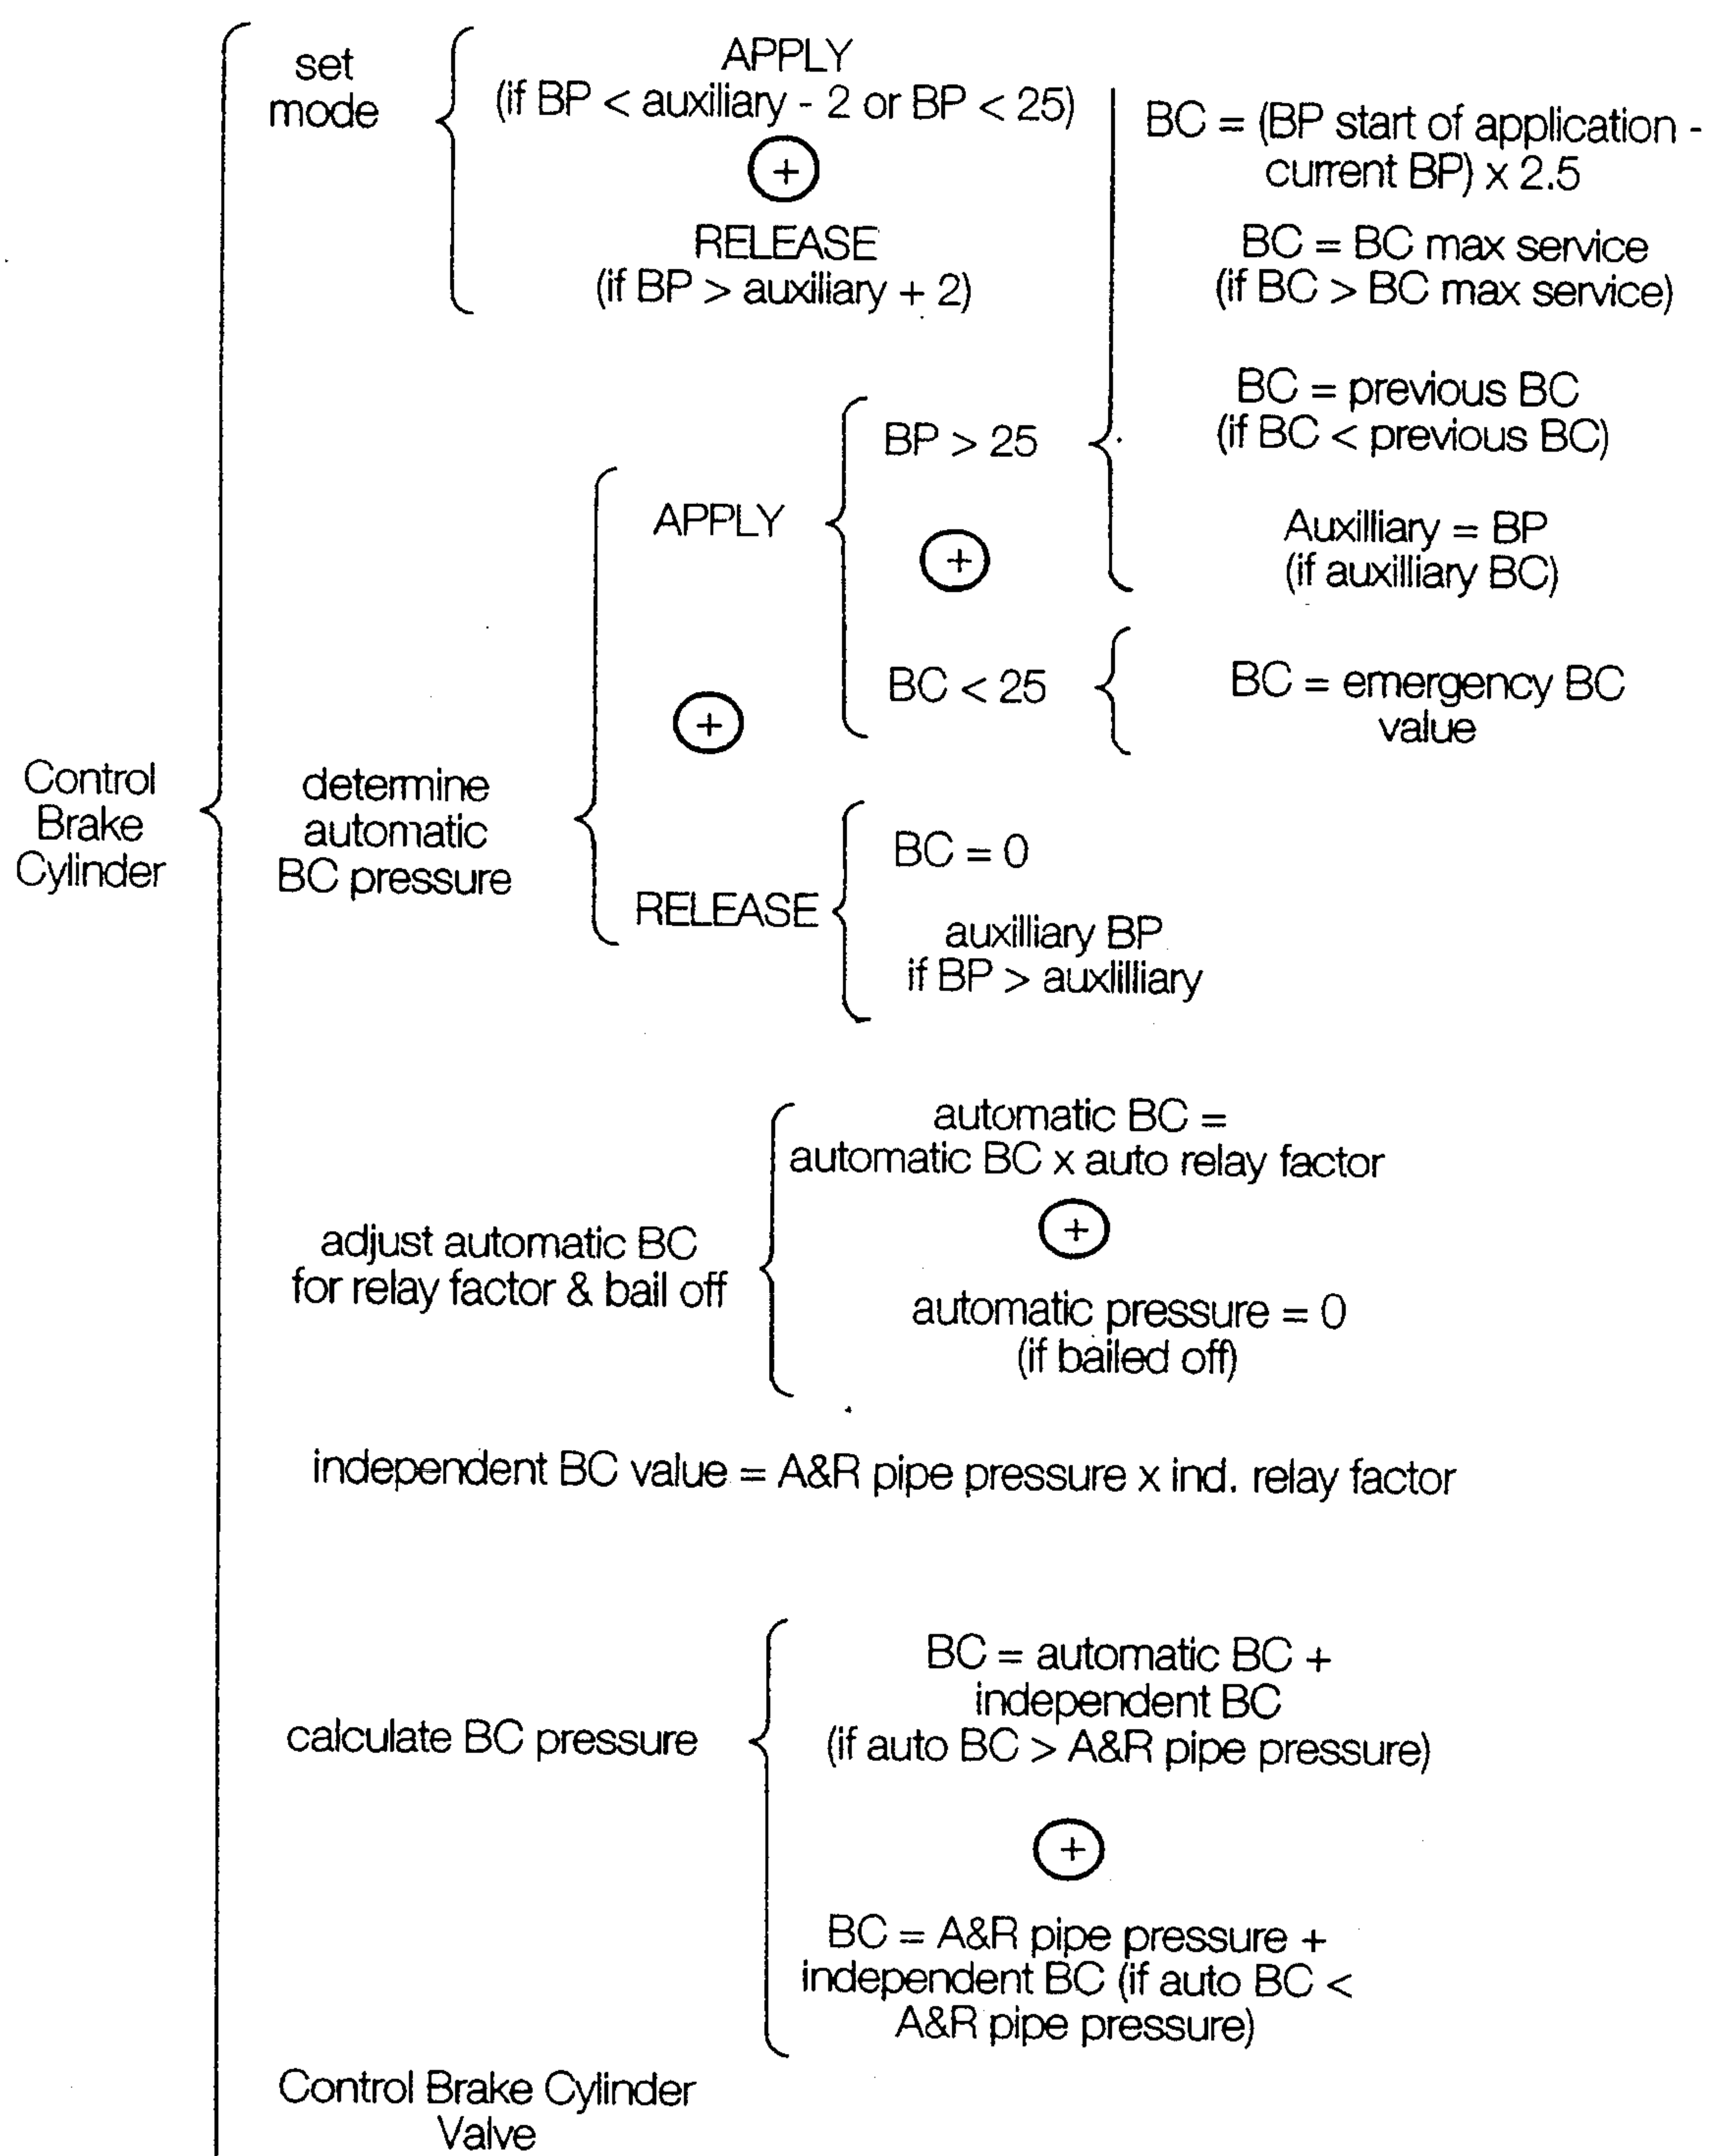 set
mode
APPLY
(if BP < auxiliary - 2 or BP < 25)
+
RELEASE
(if BP > auxiliary + 2)
BC = (BP start of application -
current BP) x 2.5
BC = BC max service
(if BC > BC max service)
BC = previous BC
(if BC < previous BC)
Auxilliary = BP
(if auxilliary BC)
BP > 25
APPLY
+
BC < 25
BC = emergency BC
value
+
Control
Brake
Cylinder
determine
automatic
BC pressure
RELEASE
BC = 0
auxilliary BP
if BP > auxlilliary
automatic BC =
automatic BC x auto relay factor
+
adjust automatic BC
for relay factor & bail off
automatic pressure = 0
(if bailed off)
independent BC value = A&R pipe pressure x ind. relay factor
BC = automatic BC +
independent BC
(if auto BC > A&R pipe pressure)
calculate BC pressure
+
BC = A&R pipe pressure +
independent BC (if auto BC <
A&R pipe pressure)
Control Brake Cylinder
Valve